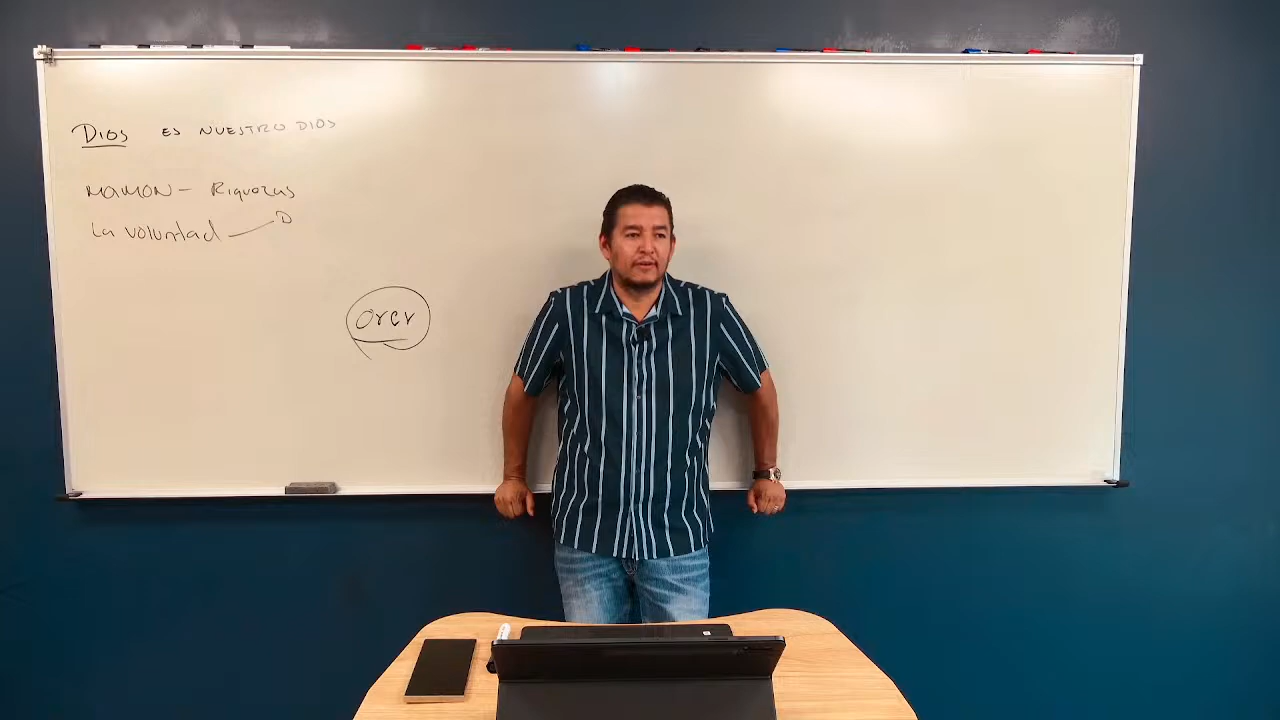 Dios es nuestro Dios
Mamon - Riquezas
La voluntad — D
orar